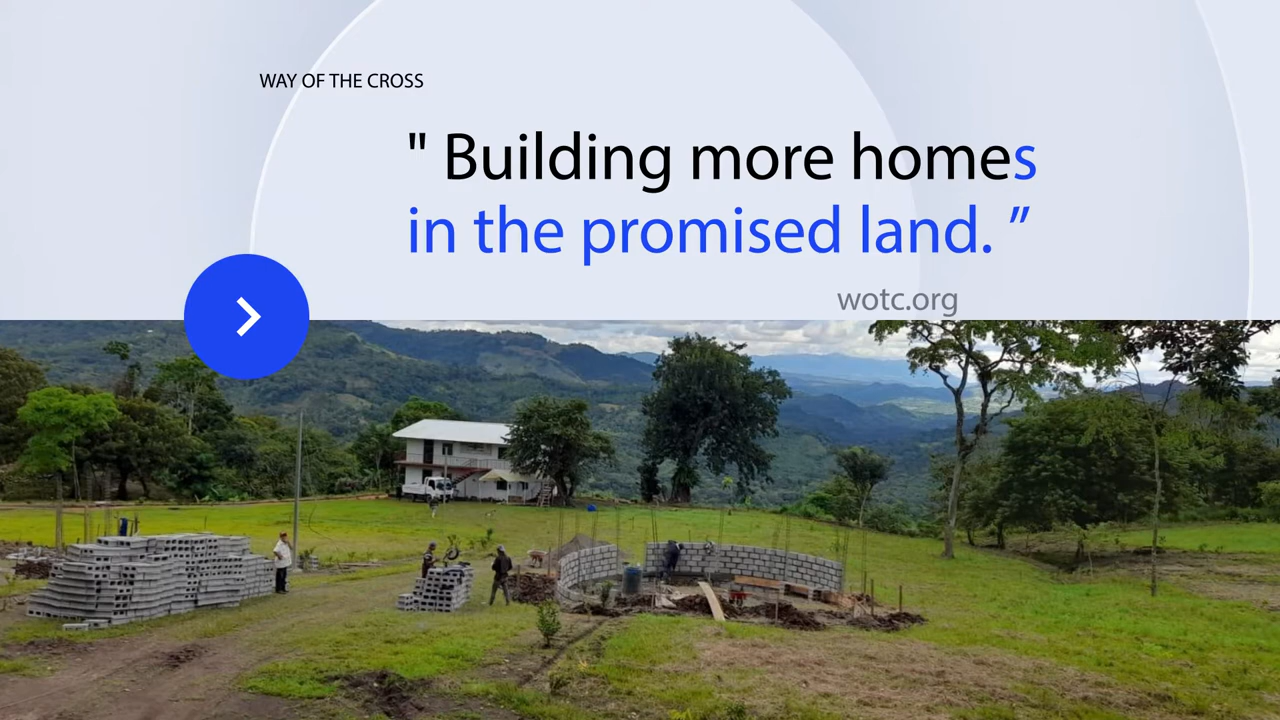 WAY OF THE CROSS
" Building more homes
in the promised land. ”
wotc.org